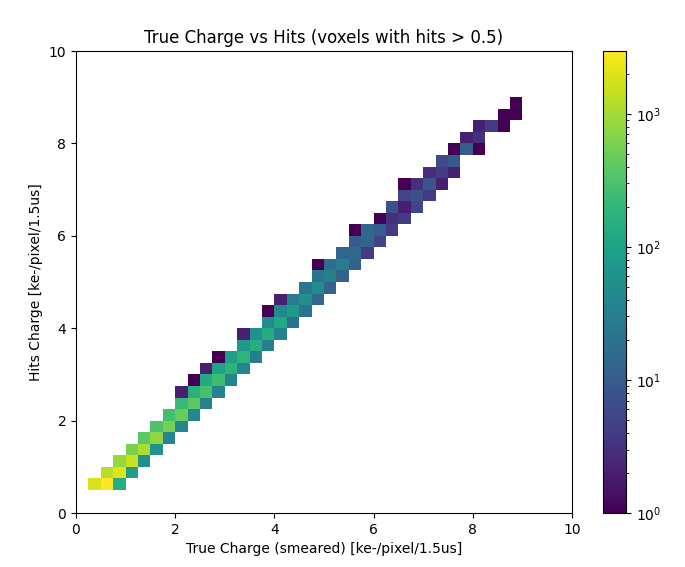 True Charge vs Hits (voxels with hits > 0.5)
Hits Charge [ke-/pixel/1.5us]
10
8
6
4
2
0
0 2 4 6 8 10
True Charge (smeared) [ke-/pixel/1.5us]
10³
10²
10¹
10⁰